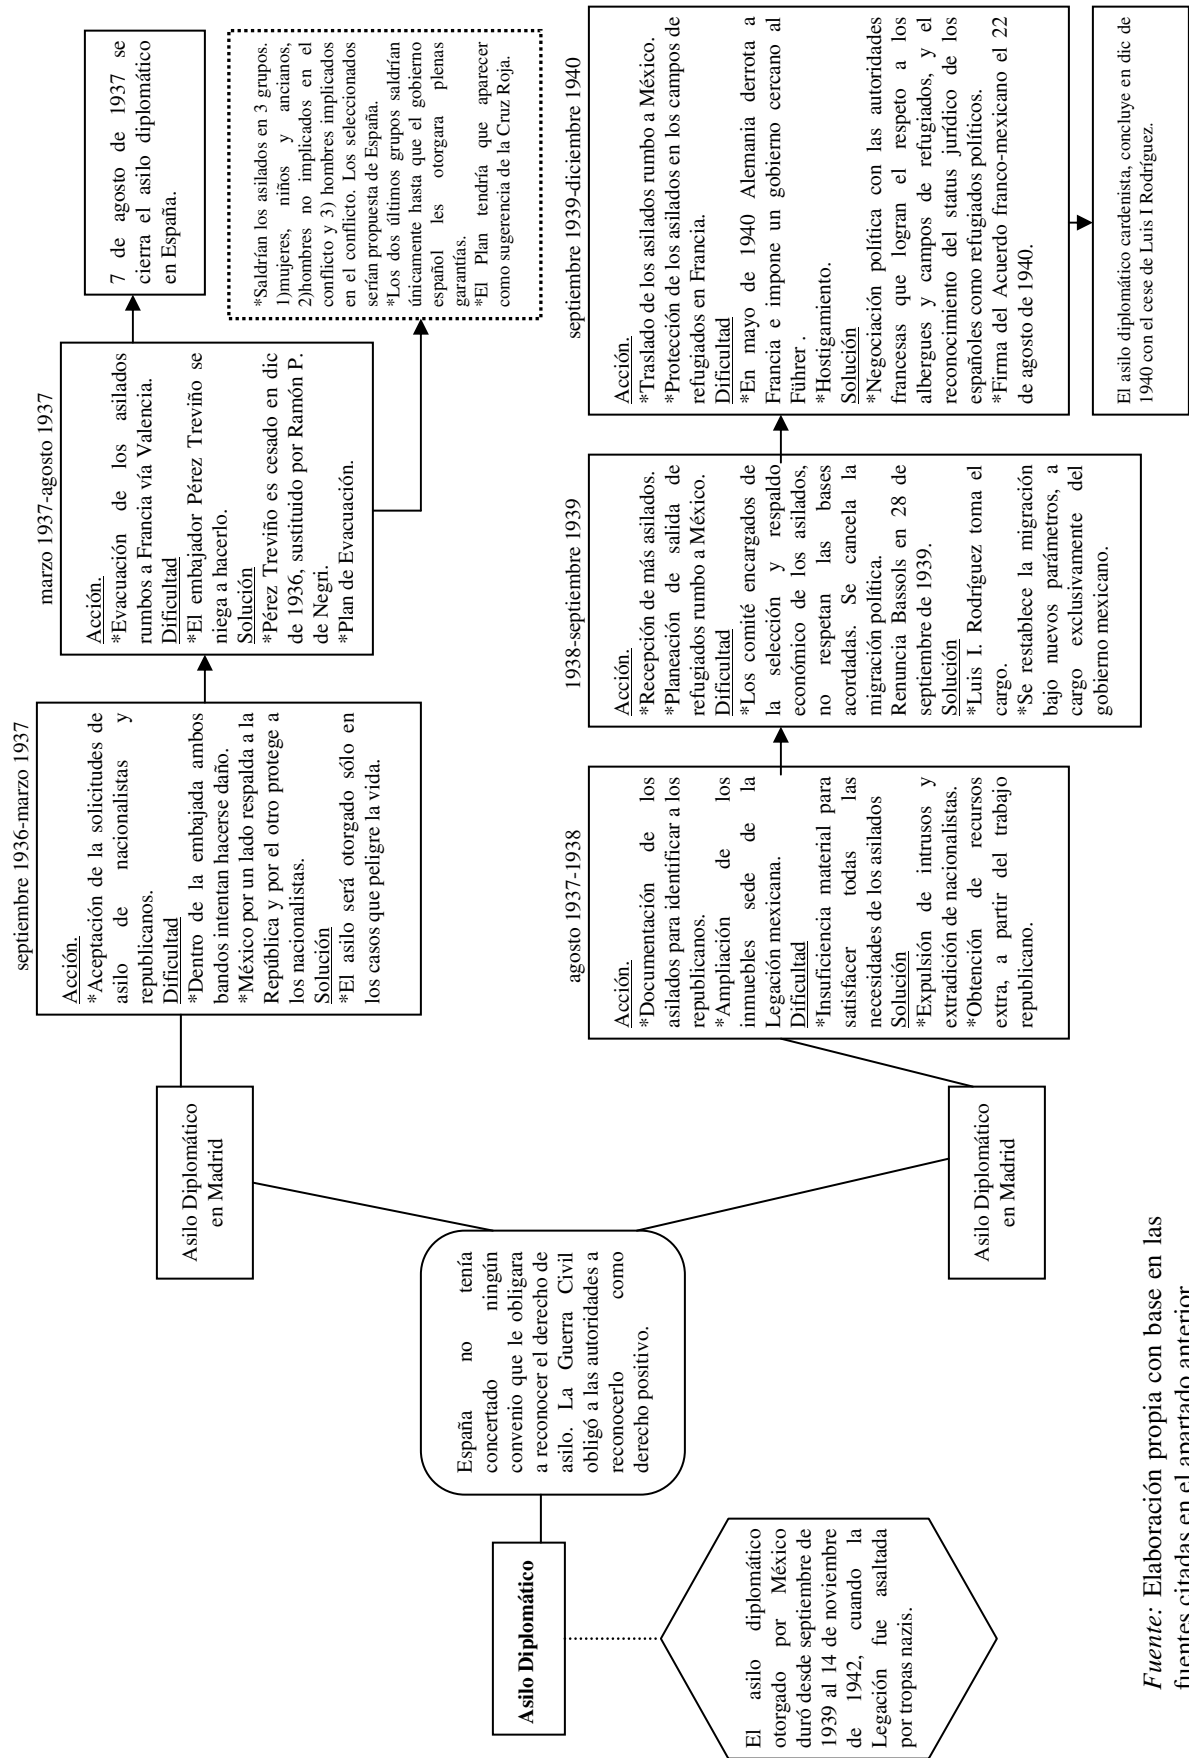 Asilo Diplomático
El asilo diplomático
otorgado por México
duró desde septiembre de
1939 al 14 de noviembre
de 1942, cuando la
Legación fue asaltada
por tropas nazis.
España no tenía
concertado ningún
convenio que le obligara
a reconocer el derecho de
asilo. La Guerra Civil
obligó a las autoridades a
reconocerlo como
derecho positivo.
Asilo Diplomático
en Madrid
septiembre 1936-marzo 1937
Acción.
*Aceptación de la solicitudes de
asilo de nacionalistas y
republicanos.
Dificultad
*Dentro de la embajada ambos
bandos intentan hacerse daño.
*México por un lado respalda a la
República y por el otro protege a
los nacionalistas.
Solución
*El asilo será otorgado sólo en
los casos que peligre la vida.
marzo 1937-agosto 1937
Acción.
*Evacuación de los asilados
rumbos a Francia vía Valencia.
Dificultad
*El embajador Pérez Treviño se
niega a hacerlo.
Solución
*Pérez Treviño es cesado en dic
de 1936, sustituido por Ramón P.
de Negri.
*Plan de Evacuación.
7 de agosto de 1937 se
cierra el asilo diplomático
en España.
*Saldrían los asilados en 3 grupos.
1)mujeres, niños y ancianos,
2)hombres no implicados en el
conflicto y 3) hombres implicados
en el conflicto. Los seleccionados
serían propuesta de España.
*Los dos últimos grupos saldrían
únicamente hasta que el gobierno
español les otorgara plenas
garantías.
*El Plan tendría que aparecer
como sugerencia de la Cruz Roja.
Asilo Diplomático
en Madrid
agosto 1937-1938
Acción.
*Documentación de los
asilados para identificar a los
republicanos.
*Ampliación de los
inmuebles sede de la
Legación mexicana.
Dificultad
*Insuficiencia material para
satisfacer todas las
necesidades de los asilados
Solución
*Expulsión de intrusos y
extradición de nacionalistas.
*Obtención de recursos
extra, a partir del trabajo
republicano.
1938-septiembre 1939
Acción.
*Recepción de más asilados.
*Planeación de salida de
refugiados rumbo a México.
Dificultad
*Los comité encargados de
la selección y respaldo
económico de los asilados,
no respetan las bases
acordadas. Se cancela la
migración política.
Renuncia Bassols en 28 de
septiembre de 1939.
Solución
*Luis I. Rodríguez toma el
cargo.
*Se restablece la migración
bajo nuevos parámetros, a
cargo exclusivamente del
gobierno mexicano.
septiembre 1939-diciembre 1940
Acción.
*Traslado de los asilados rumbo a México.
*Protección de los asilados en los campos de
refugiados en Francia.
Dificultad
*En mayo de 1940 Alemania derrota a
Francia e impone un gobierno cercano al
Führer .
*Hostigamiento.
Solución
*Negociación política con las autoridades
francesas que logran el respeto a los
albergues y campos de refugiados, y el
reconocimiento del status jurídico de los
españoles como refugiados políticos.
*Firma del Acuerdo franco-mexicano el 22
de agosto de 1940.
El asilo diplomático cardenista, concluye en dic de
1940 con el cese de Luis I Rodríguez.
Fuente: Elaboración propia con base en las
fuentes citadas en el apartado anterior